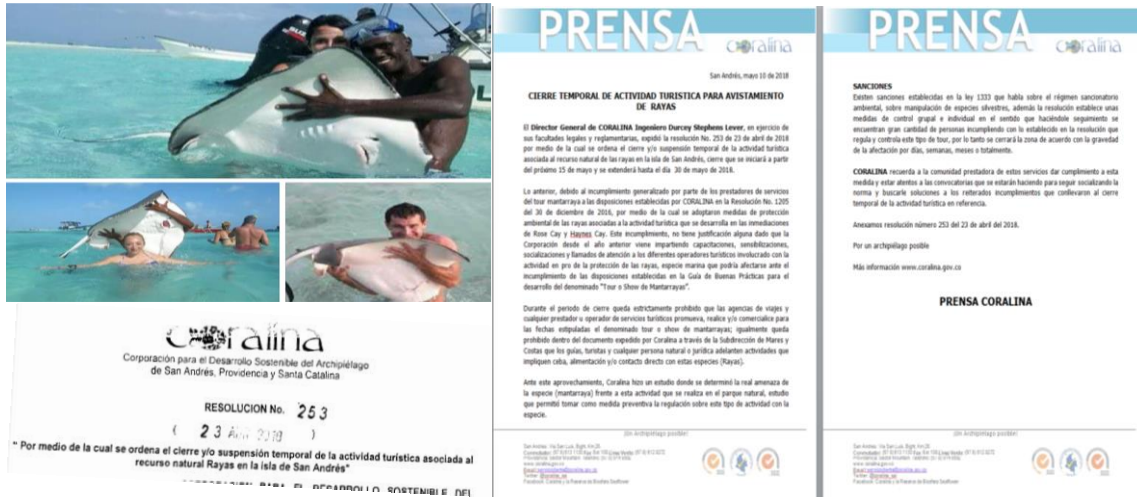 coralina
Corporación para el Desarrollo Sostenible del Archipiélago
de San Andrés, Providencia y Santa Catalina
RESOLUCION No. 253
( 23 2018 )
" Por medio de la cual se ordena el cierre y/o suspensión temporal de la actividad turística asociada al
recurso natural Rayas en la isla de San Andrés"
PRENSA
coralina
San Andrés, mayo 10 de 2018
CIERRE TEMPORAL DE ACTIVIDAD TURISTICA PARA AVISTAMIENTO
DE RAYAS
El Director General de CORALINA Ingeniero Durcey Stephens Lever, en ejercicio de
sus facultades legales y reglamentarias, expidió la resolución No. 253 de 23 de abril de 2018
por medio de la cual se ordena el cierre y/o suspensión temporal de la actividad turística
asociada al recurso natural de las rayas en la isla de San Andrés, cierre que se iniciará a partir
del próximo 15 de mayo y se extenderá hasta el día 30 de mayo de 2018.
Lo anterior, debido al incumplimiento generalizado por parte de los prestadores de servicios
del tour mantarraya a las disposiciones establecidas por CORALINA en la Resolución No. 1205
del 30 de diciembre de 2016, por medio de la cual se adoptaron medidas de protección
ambiental de las rayas asociadas a la actividad turística que se desarrolla en las inmediaciones
de Rose Cay y Haynes Cay. Este incumplimiento, no tiene justificación alguna dado que la
Corporación desde el año anterior viene impartiendo capacitaciones, sensibilizaciones,
socializaciones y llamados de atención a los diferentes operadores turísticos involucrado con la
actividad en pro de la protección de las rayas, especie marina que podría afectarse ante el
incumplimiento de las disposiciones establecidas en la Guía de Buenas Prácticas para el
desarrollo del denominado "Tour o Show de Mantarrayas".
Durante el periodo de cierre queda estrictamente prohibido que las agencias de viajes y
cualquier prestador u operador de servicios turísticos promueva, realice y/o comercialice para
las fechas estipuladas el denominado tour o show de mantarrayas; igualmente queda
prohibido dentro del documento expedido por Coralina a través de la Subdirección de Mares y
Costas que los guías, turistas y cualquier persona natural o jurídica adelanten actividades que
impliquen ceba, alimentación y/o contacto directo con estas especies (Rayas).
Ante este aprovechamiento, Coralina hizo un estudio donde se determinó la real amenaza de
la especie (mantarraya) frente a esta actividad que se realiza en el parque natural, estudio
que permitió tomar como medida preventiva la regulación sobre este tipo de actividad con la
especie.
¡Un Archipiélago posible!
PRENSA
coralina
SANCIONES
Existen sanciones establecidas en la ley 1333 que habla sobre el régimen sancionatorio
ambiental, sobre manipulación de especies silvestres, además la resolución establece unas
medidas de control grupal e individual en el sentido que haciéndole seguimiento se
encuentran gran cantidad de personas incumpliendo con lo establecido en la resolución que
regula y controla este tipo de tour, por lo tanto se cerrará la zona de acuerdo con la gravedad
de la afectación por días, semanas, meses o totalmente.
CORALINA recuerda a la comunidad prestadora de estos servicios dar cumplimiento a esta
medida y estar atentos a las convocatorias que se estarán haciendo para seguir socializando la
norma y buscarle soluciones a los reiterados incumplimientos que conllevaron al cierre
temporal de la actividad turística en referencia.
Anexamos resolución número 253 del 23 de abril del 2018.
Por un archipiélago posible
Más información www.coralina.gov.co
PRENSA CORALINA
¡Un Archipiélago posible!